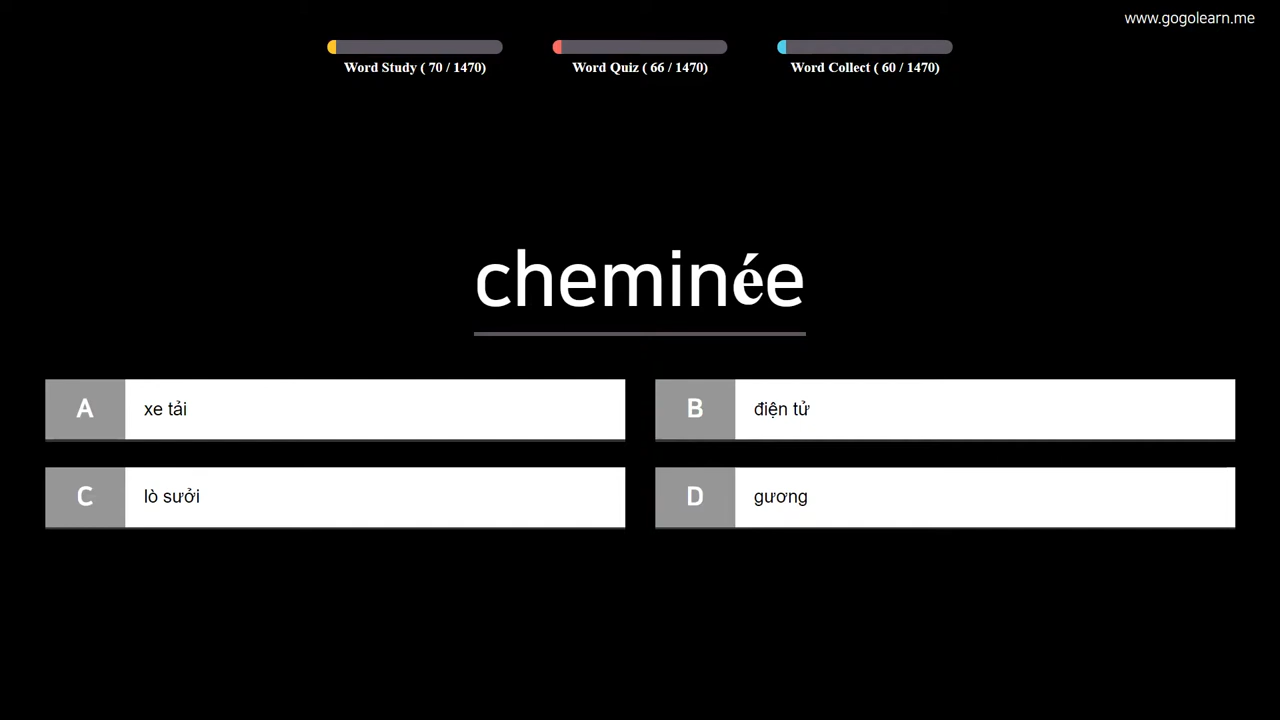 www.gogolearn.me
Word Study ( 70 / 1470)
Word Quiz ( 66 / 1470)
Word Collect ( 60 / 1470)
cheminée
A xe tải
B điện tử
C lò sưởi
D gương